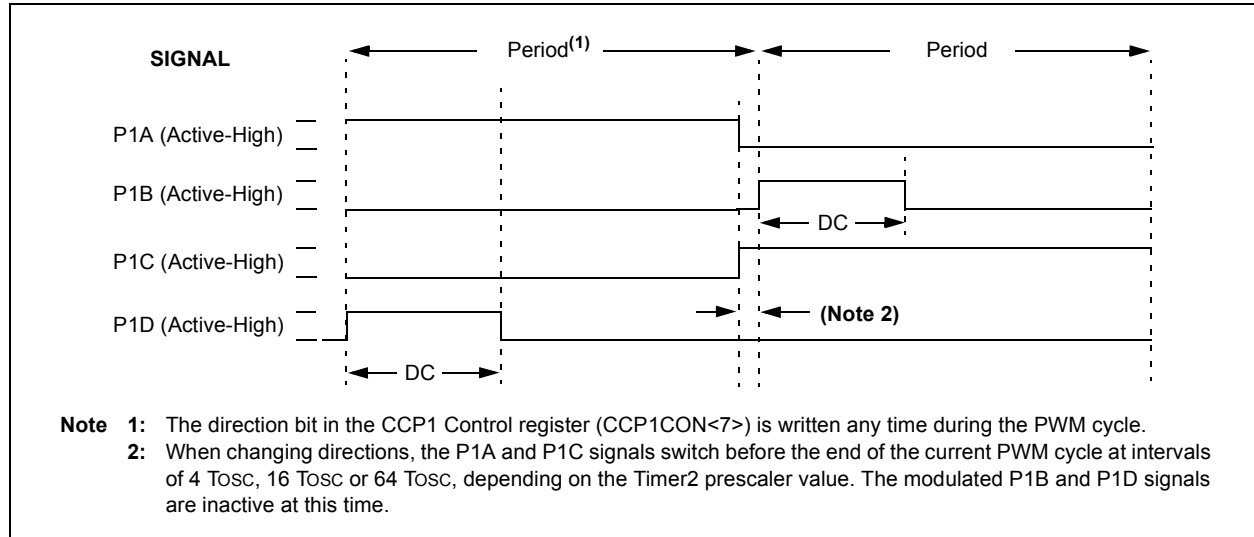 SIGNAL
Period(1)
Period
P1A (Active-High)
P1B (Active-High)
DC
P1C (Active-High)
P1D (Active-High)
(Note 2)
DC
Note 1: The direction bit in the CCP1 Control register (CCP1CON<7>) is written any time during the PWM cycle.
2: When changing directions, the P1A and P1C signals switch before the end of the current PWM cycle at intervals
of 4 TOSC, 16 TOSC or 64 TOSC, depending on the Timer2 prescaler value. The modulated P1B and P1D signals
are inactive at this time.